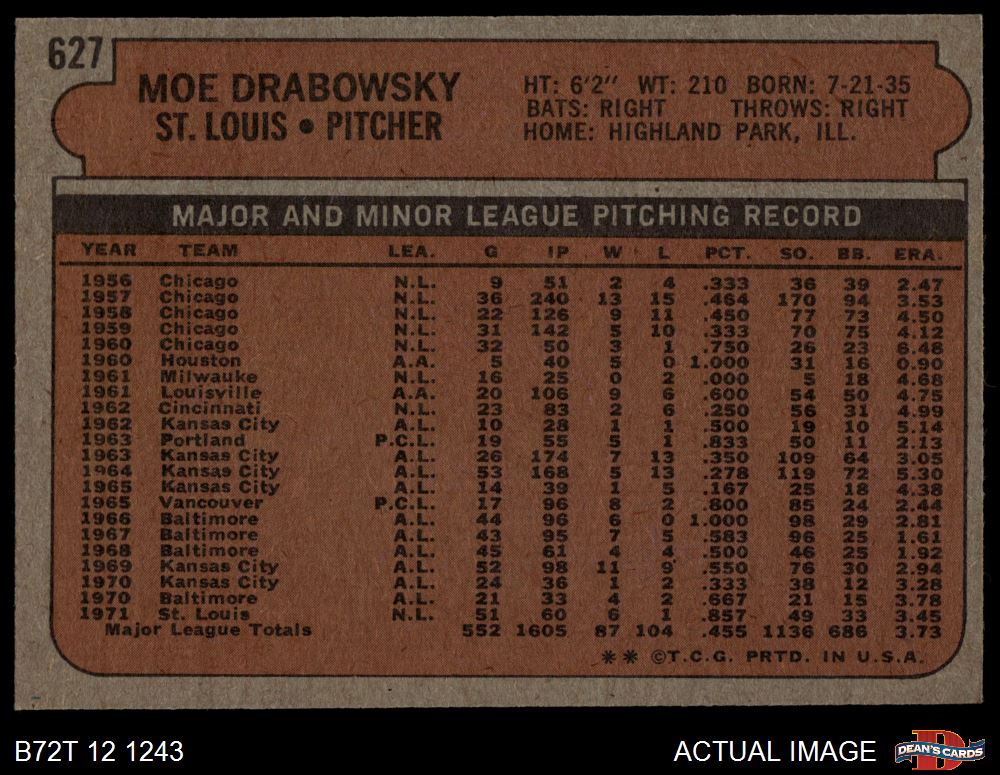 627
MOE DRABOWSKY
ST. LOUIS • PITCHER
HT: 6'2" WT: 210 BORN: 7-21-35
BATS: RIGHT THROWS: RIGHT
HOME: HIGHLAND PARK, ILL.
MAJOR AND MINOR LEAGUE PITCHING RECORD
YEAR TEAM LEA. G IP W L PCT. SO. BB. ERA.
1956 Chicago N.L. 9 51 2 4 .333 36 39 2.47
1957 Chicago N.L. 36 240 13 15 .464 170 94 3.53
1958 Chicago N.L. 22 126 9 11 .450 77 73 4.50
1959 Chicago N.L. 31 142 5 10 .333 70 75 4.12
1960 Chicago N.L. 32 50 3 1 .750 26 23 6.48
1960 Houston A.A. 5 40 5 0 1.000 31 16 0.90
1961 Milwauke N.L. 16 25 0 2 .000 5 18 4.68
1961 Louisville A.A. 20 106 9 6 .600 54 50 4.75
1962 Cincinnati N.L. 23 83 2 6 .250 56 31 4.99
1962 Kansas City A.L. 10 28 1 1 .500 19 10 5.14
1963 Portland P.C.L. 19 55 5 1 .833 50 11 2.13
1963 Kansas City A.L. 26 174 7 13 .350 109 64 3.05
1964 Kansas City A.L. 53 168 5 13 .278 119 72 5.30
1965 Kansas City A.L. 14 39 1 5 .167 25 18 4.38
1965 Vancouver P.C.L. 17 96 8 2 .800 85 24 2.44
1966 Baltimore A.L. 44 96 6 0 1.000 98 29 2.81
1967 Baltimore A.L. 43 95 7 5 .583 96 25 1.61
1968 Baltimore A.L. 45 61 4 4 .500 46 25 1.92
1969 Kansas City A.L. 52 98 11 9 .550 76 30 2.94
1970 Kansas City A.L. 24 36 1 2 .333 38 12 3.28
1970 Baltimore A.L. 21 33 4 2 .667 21 15 3.78
1971 St. Louis N.L. 51 60 6 1 .857 49 33 3.45
Major League Totals 552 1605 87 104 .455 1136 686 3.73
** ©T.C.G. PRTD. IN U.S.A.
B72T 12 1243
ACTUAL IMAGE
D
DEAN'S CARDS